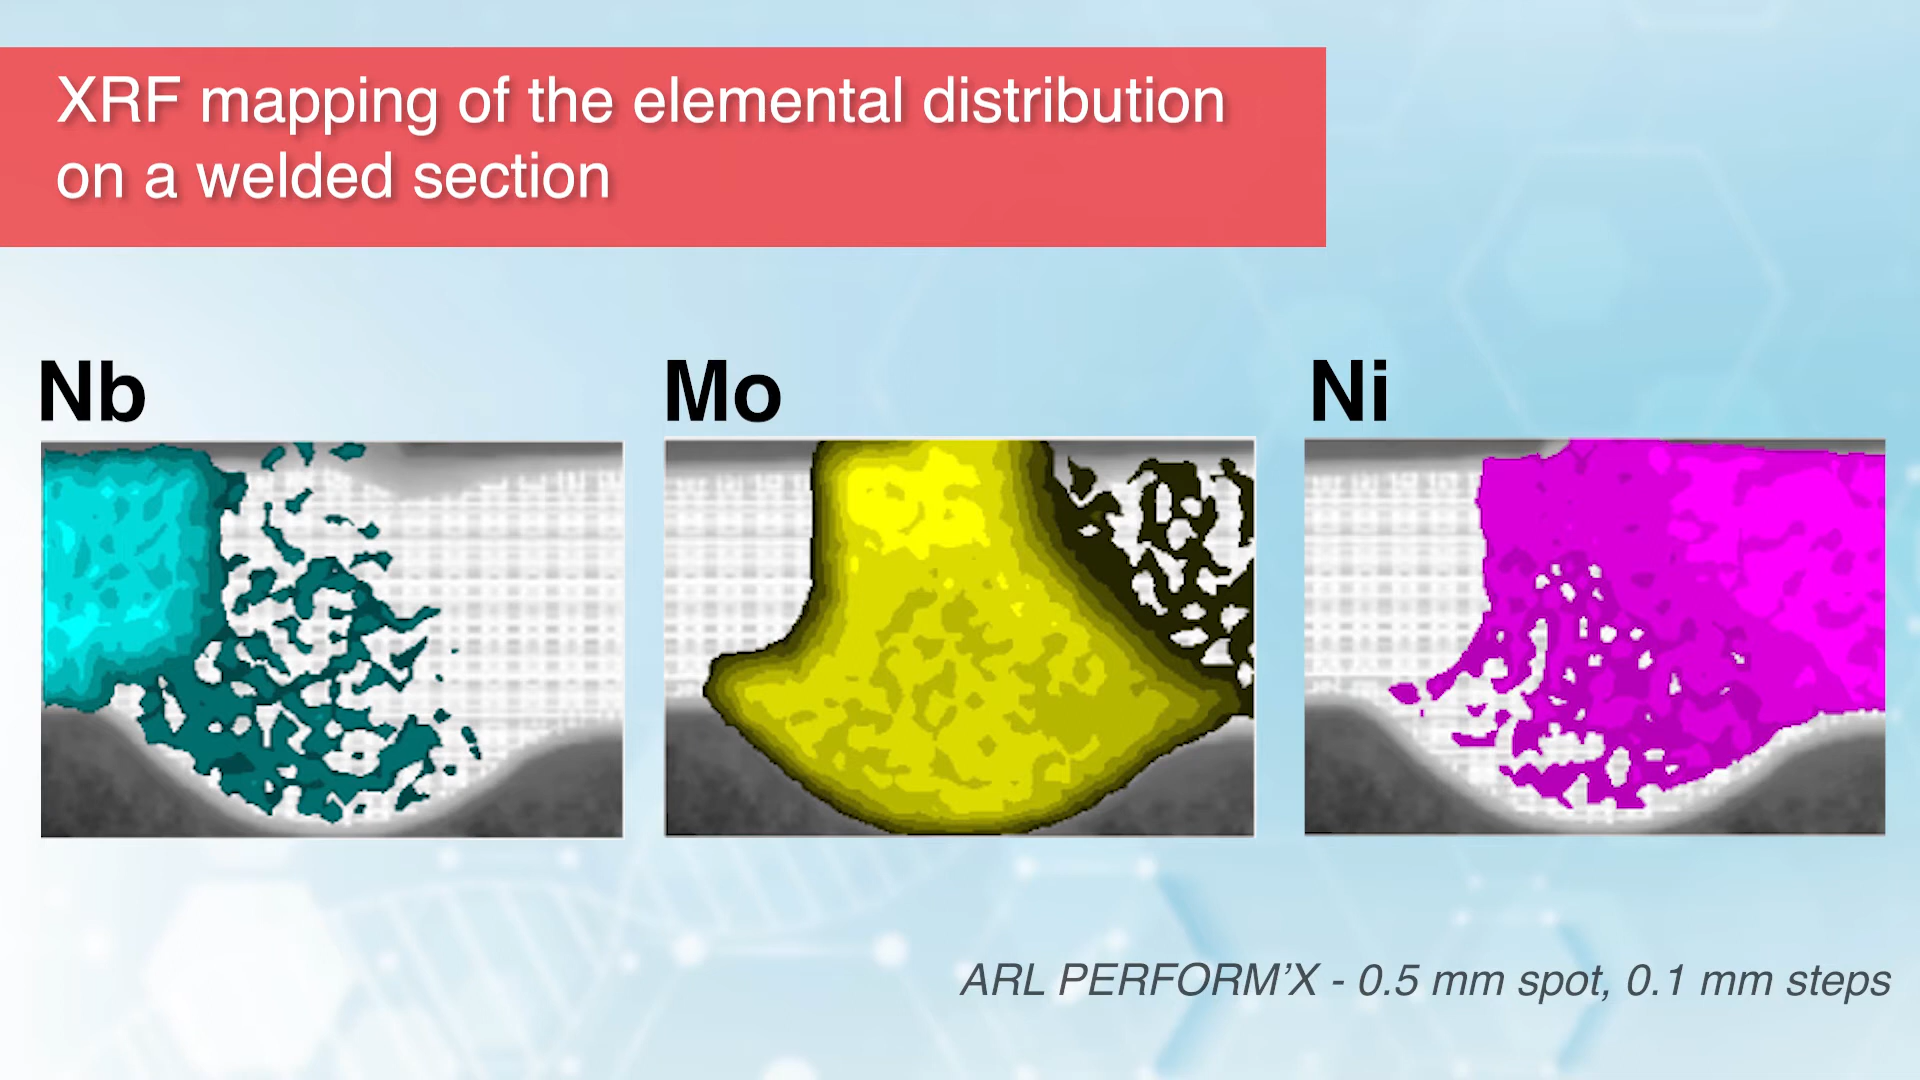 XRF mapping of the elemental distribution
on a welded section
Nb
Mo
Ni
ARL PERFORM’X - 0.5 mm spot, 0.1 mm steps